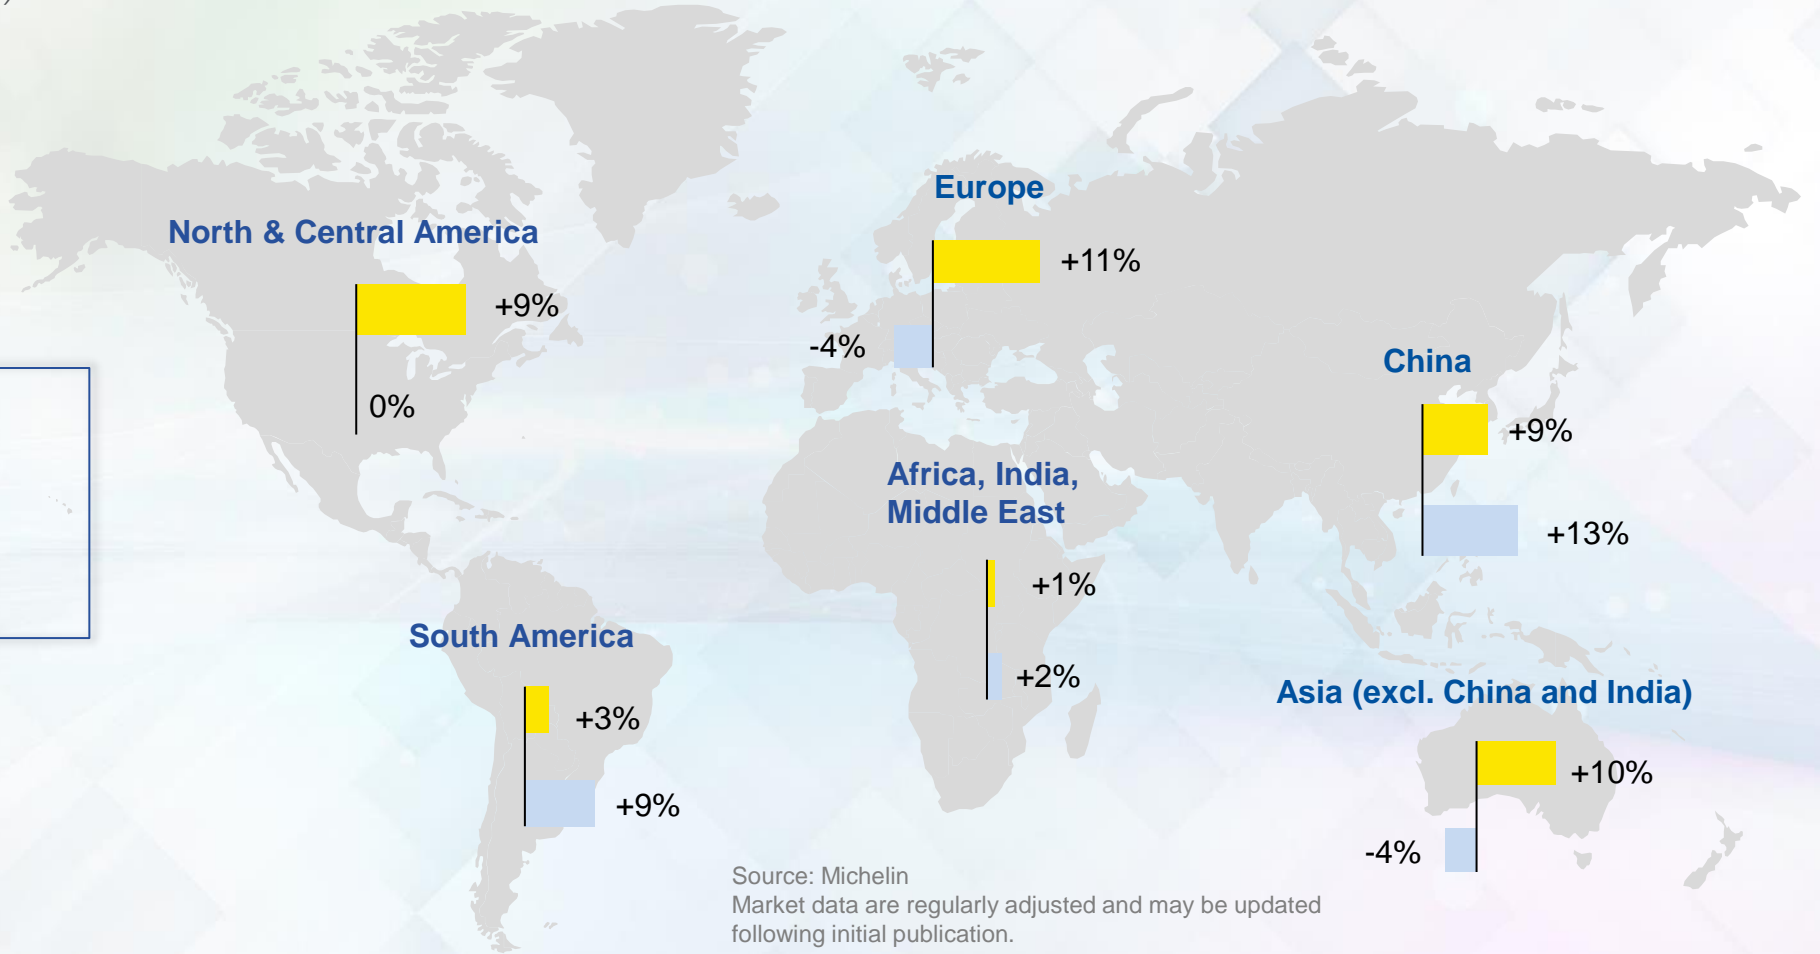 Europe
+11%
-4%
North & Central America
+9%
0%
China
+9%
+13%
Africa, India,
Middle East
+1%
+2%
South America
+3%
+9%
Asia (excl. China and India)
+10%
-4%
Source: Michelin
Market data are regularly adjusted and may be updated
following initial publication.